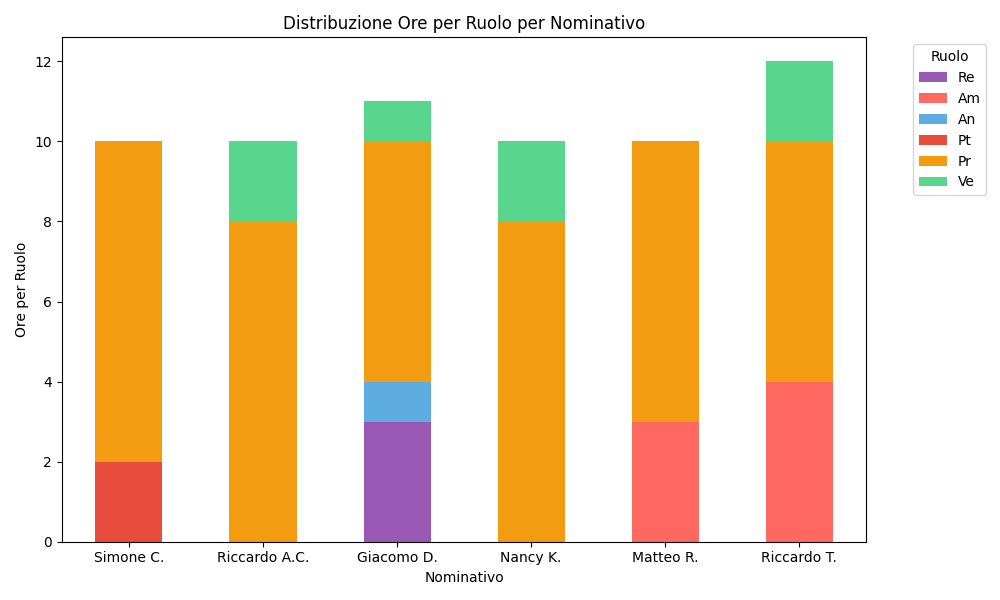 Distribuzione Ore per Ruolo per Nominativo
Ruolo
Re
Am
An
Pt
Pr
Ve
Ore per Ruolo
12
10
8
6
4
2
0
Simone C.
Riccardo A.C.
Giacomo D.
Nancy K.
Matteo R.
Riccardo T.
Nominativo